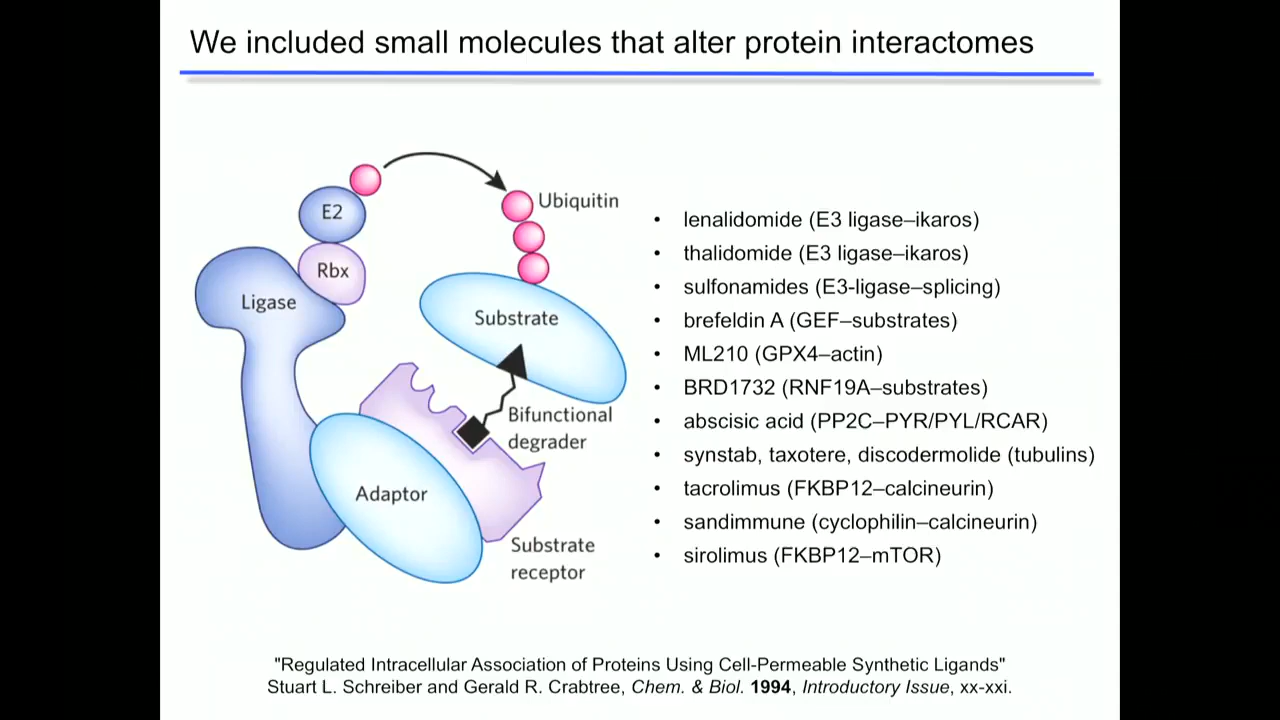 We included small molecules that alter protein interactomes
E2
Rbx
Ligase
Ubiquitin
Substrate
Bifunctional
degrader
Adaptor
Substrate
receptor
• lenalidomide (E3 ligase–ikaros)
• thalidomide (E3 ligase–ikaros)
• sulfonamides (E3-ligase–splicing)
• brefeldin A (GEF–substrates)
• ML210 (GPX4–actin)
• BRD1732 (RNF19A–substrates)
• abscisic acid (PP2C–PYR/PYL/RCAR)
• synstab, taxotere, discodermolide (tubulins)
• tacrolimus (FKBP12–calcineurin)
• sandimmune (cyclophilin–calcineurin)
• sirolimus (FKBP12–mTOR)
"Regulated Intracellular Association of Proteins Using Cell-Permeable Synthetic Ligands"
Stuart L. Schreiber and Gerald R. Crabtree, Chem. & Biol. 1994, Introductory Issue, xx-xxi.